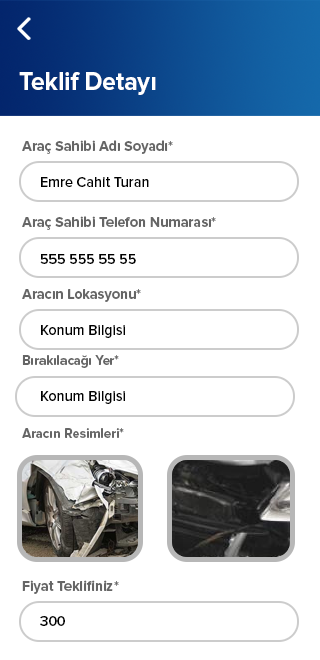 Teklif Detayı
Araç Sahibi Adı Soyadı*
Emre Cahit Turan
Araç Sahibi Telefon Numarası*
555 555 55 55
Aracın Lokasyonu*
Konum Bilgisi
Bırakılacağı Yer*
Konum Bilgisi
Aracın Resimleri*
Fiyat Teklifiniz*
300